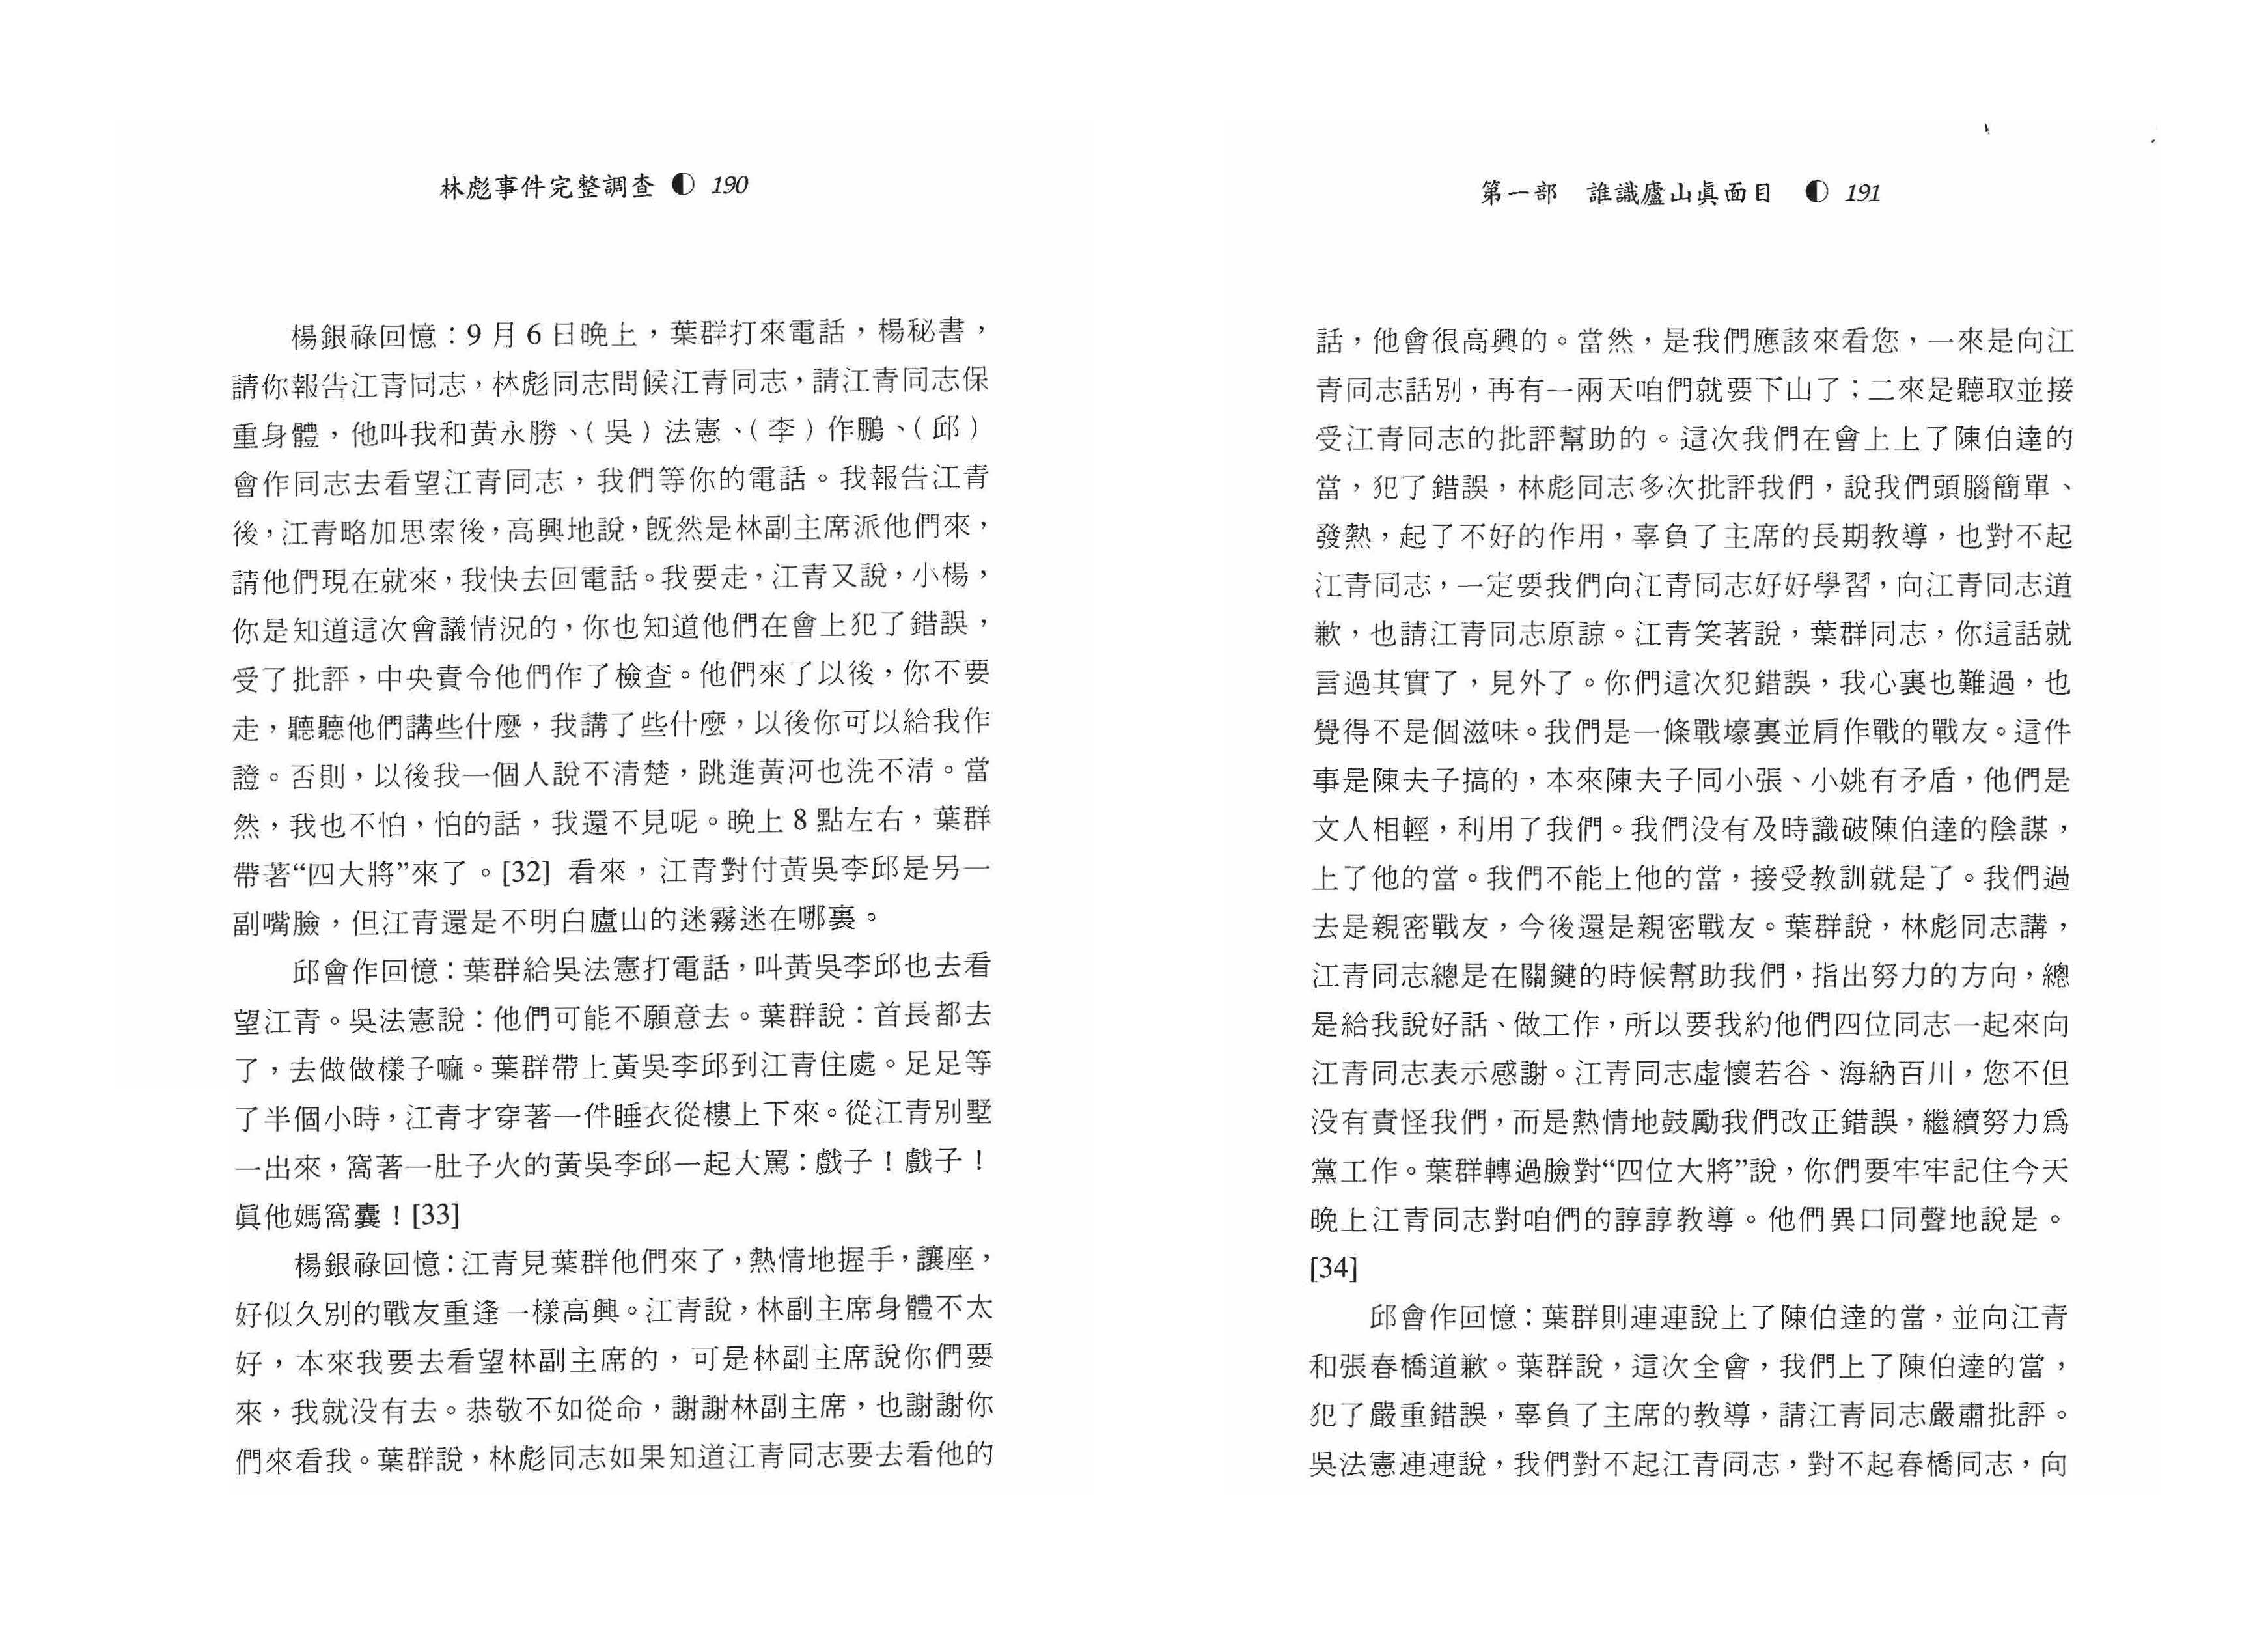 林彪事件完整調查 ◐ 190
楊銀祿回憶：9 月 6 日晚上，葉群打來電話，楊秘書，
請你報告江青同志，林彪同志問候江青同志，請江青同志保
重身體，他叫我和黃永勝、（吳）法憲、（李）作鵬、（邱）
會作同志去看望江青同志，我們等你的電話。我報告江青
後，江青略加思索後，高興地說，既然是林副主席派他們來，
請他們現在就來，我快去回電話。我要走，江青又說，小楊，
你是知道這次會議情況的，你也知道他們在會上犯了錯誤，
受了批評，中央責令他們作了檢查。他們來了以後，你不要
走，聽聽他們講些什麼，我講了些什麼，以後你可以給我作
證。否則，以後我一個人說不清楚，跳進黃河也洗不清。當
然，我也不怕，怕的話，我還不見呢。晚上 8 點左右，葉群
帶著“四大將”來了。[32] 看來，江青對付黃吳李邱是另一
副嘴臉，但江青還是不明白廬山的迷霧迷在哪裏。
邱會作回憶：葉群給吳法憲打電話，叫黃吳李邱也去看
望江青。吳法憲說：他們可能不願意去。葉群說：首長都去
了，去做做樣子嘛。葉群帶上黃吳李邱到江青住處。足足等
了半個小時，江青才穿著一件睡衣從樓上下來。從江青別墅
一出來，窩著一肚子火的黃吳李邱一起大罵：戲子！戲子！
眞他媽窩囊！[33]
楊銀祿回憶：江青見葉群他們來了，熱情地握手，讓座，
好似久別的戰友重逢一樣高興。江青說，林副主席身體不太
好，本來我要去看望林副主席的，可是林副主席說你們要
來，我就没有去。恭敬不如從命，謝謝林副主席，也謝謝你
們來看我。葉群說，林彪同志如果知道江青同志要去看他的
第一部　誰識廬山眞面目　◐ 191
話，他會很高興的。當然，是我們應該來看您，一來是向江
青同志話別，再有一兩天咱們就要下山了；二來是聽取並接
受江青同志的批評幫助的。這次我們在會上上了陳伯達的
當，犯了錯誤，林彪同志多次批評我們，說我們頭腦簡單、
發熱，起了不好的作用，辜負了主席的長期教導，也對不起
江青同志，一定要我們向江青同志好好學習，向江青同志道
歉，也請江青同志原諒。江青笑著說，葉群同志，你這話就
言過其實了，見外了。你們這次犯錯誤，我心裏也難過，也
覺得不是個滋味。我們是一條戰壕裏並肩作戰的戰友。這件
事是陳夫子搞的，本來陳夫子同小張、小姚有矛盾，他們是
文人相輕，利用了我們。我們没有及時識破陳伯達的陰謀，
上了他的當。我們不能上他的當，接受教訓就是了。我們過
去是親密戰友，今後還是親密戰友。葉群說，林彪同志講，
江青同志總是在關鍵的時候幫助我們，指出努力的方向，總
是給我說好話、做工作，所以要我約他們四位同志一起來向
江青同志表示感謝。江青同志虛懷若谷、海納百川，您不但
没有責怪我們，而是熱情地鼓勵我們改正錯誤，繼續努力爲
黨工作。葉群轉過臉對“四位大將”說，你們要牢牢記住今天
晚上江青同志對咱們的諄諄教導。他們異口同聲地說是。
[34]
邱會作回憶：葉群則連連說上了陳伯達的當，並向江青
和張春橋道歉。葉群說，這次全會，我們上了陳伯達的當，
犯了嚴重錯誤，辜負了主席的教導，請江青同志嚴肅批評。
吳法憲連連說，我們對不起江青同志，對不起春橋同志，向